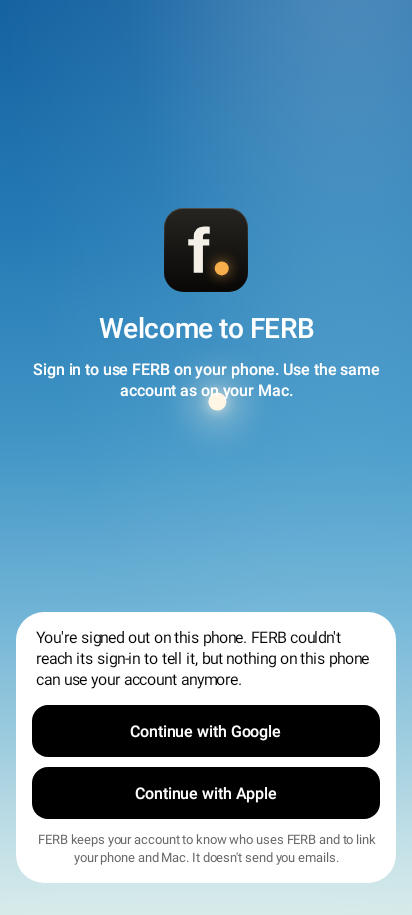 f.
Welcome to FERB
Sign in to use FERB on your phone. Use the same
account as on your Mac.
You're signed out on this phone. FERB couldn't
reach its sign-in to tell it, but nothing on this phone
can use your account anymore.
Continue with Google
Continue with Apple
FERB keeps your account to know who uses FERB and to link
your phone and Mac. It doesn't send you emails.